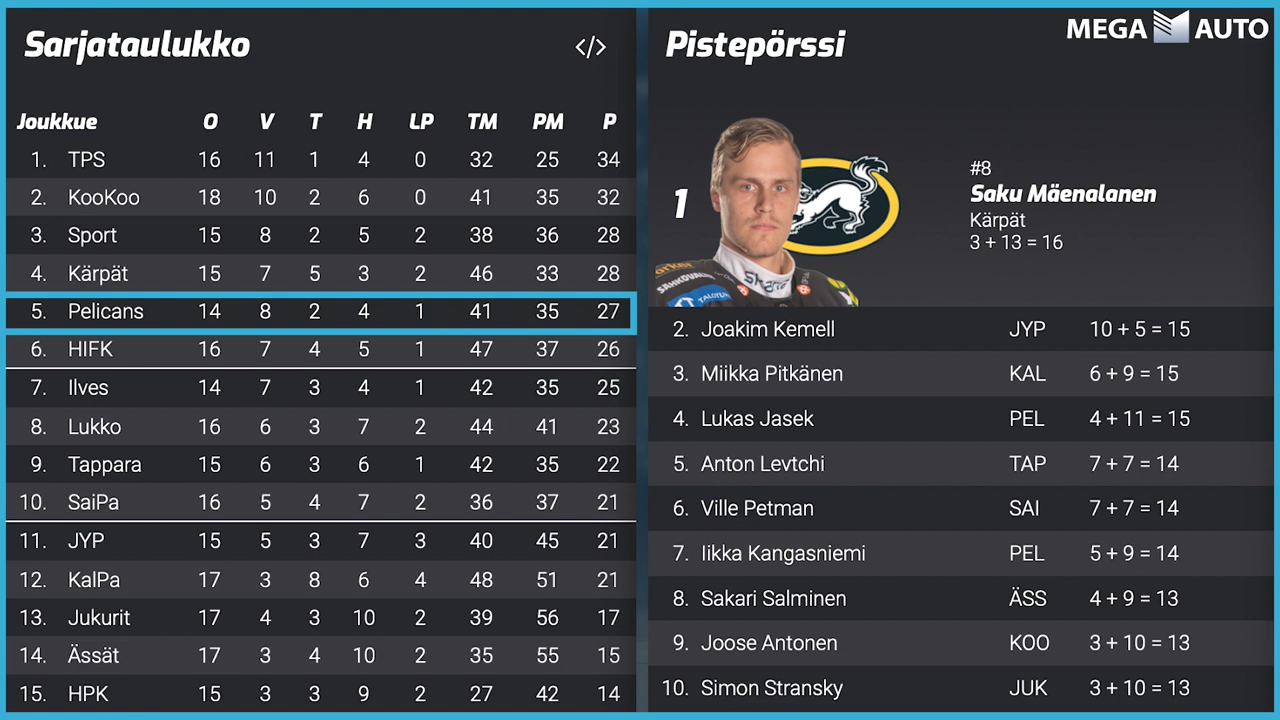 Sarjataulukko
</>
Joukkue O V T H LP TM PM P
1. TPS 16 11 1 4 0 32 25 34
2. KooKoo 18 10 2 6 0 41 35 32
3. Sport 15 8 2 5 2 38 36 28
4. Kärpät 15 7 5 3 2 46 33 28
5. Pelicans 14 8 2 4 1 41 35 27
6. HIFK 16 7 4 5 1 47 37 26
7. Ilves 14 7 3 4 1 42 35 25
8. Lukko 16 6 3 7 2 44 41 23
9. Tappara 15 6 3 6 1 42 35 22
10. SaiPa 16 5 4 7 2 36 37 21
11. JYP 15 5 3 7 3 40 45 21
12. KalPa 17 3 8 6 4 48 51 21
13. Jukurit 17 4 3 10 2 39 56 17
14. Ässät 17 3 4 10 2 35 55 15
15. HPK 15 3 3 9 2 27 42 14
Pistepörssi
MEGA AUTO
1
#8
Saku Mäenalanen
Kärpät
3 + 13 = 16
2. Joakim Kemell JYP 10 + 5 = 15
3. Miikka Pitkänen KAL 6 + 9 = 15
4. Lukas Jasek PEL 4 + 11 = 15
5. Anton Levtchi TAP 7 + 7 = 14
6. Ville Petman SAI 7 + 7 = 14
7. Iikka Kangasniemi PEL 5 + 9 = 14
8. Sakari Salminen ÄSS 4 + 9 = 13
9. Joose Antonen KOO 3 + 10 = 13
10. Simon Stransky JUK 3 + 10 = 13